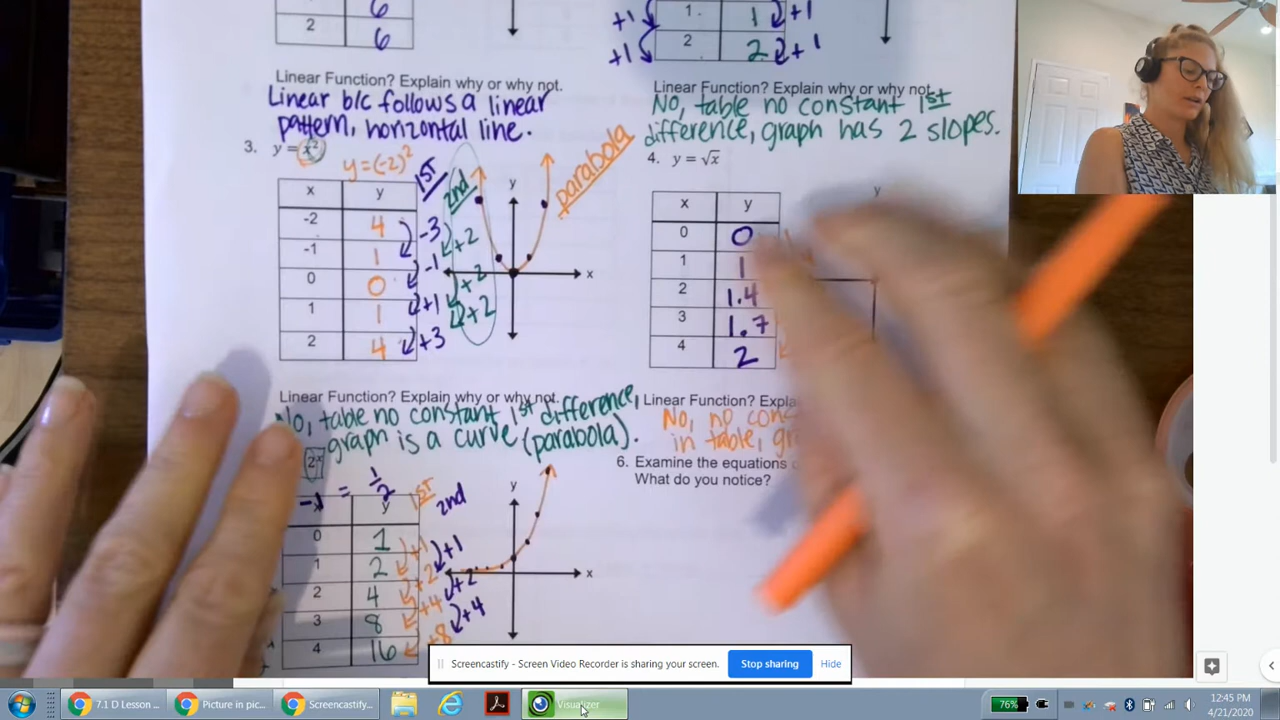 6
2
6
+1
1
1
+1
+1
2
2
+1
Linear Function? Explain why or why not.
Linear b/c follows a linear
pattern, horizontal line.
Linear Function? Explain why or why not.
No, table no constant 1st
difference, graph has 2 slopes.
3. y = x²
y=(-2)²
1ST
2nd
parabola
x y
-2 4
-1 1
0 0
1 1
2 4
-3
-1
+1
+3
+2
+2
+2
y
x
4. y = √x
x y
0 0
1 1
2 1.4
3 1.7
4 2
y
Linear Function? Explain why or why not.
No, table no constant 1st difference,
graph is a curve (parabola).
Linear Function? Expla
No, no cons
in table, gr
2ˣ
-1 = 1/2
y
1ST
2nd
0 1
1 2
2 4
3 8
4 16
+1
+2
+4
+8
+1
+2
+4
y
x
6. Examine the equations
What do you notice?
Screencastify - Screen Video Recorder is sharing your screen.
Stop sharing
Hide
7.1 D Lesson ...
Picture in pic...
Screencastify...
Visualizer
76%
12:45 PM
4/21/2020